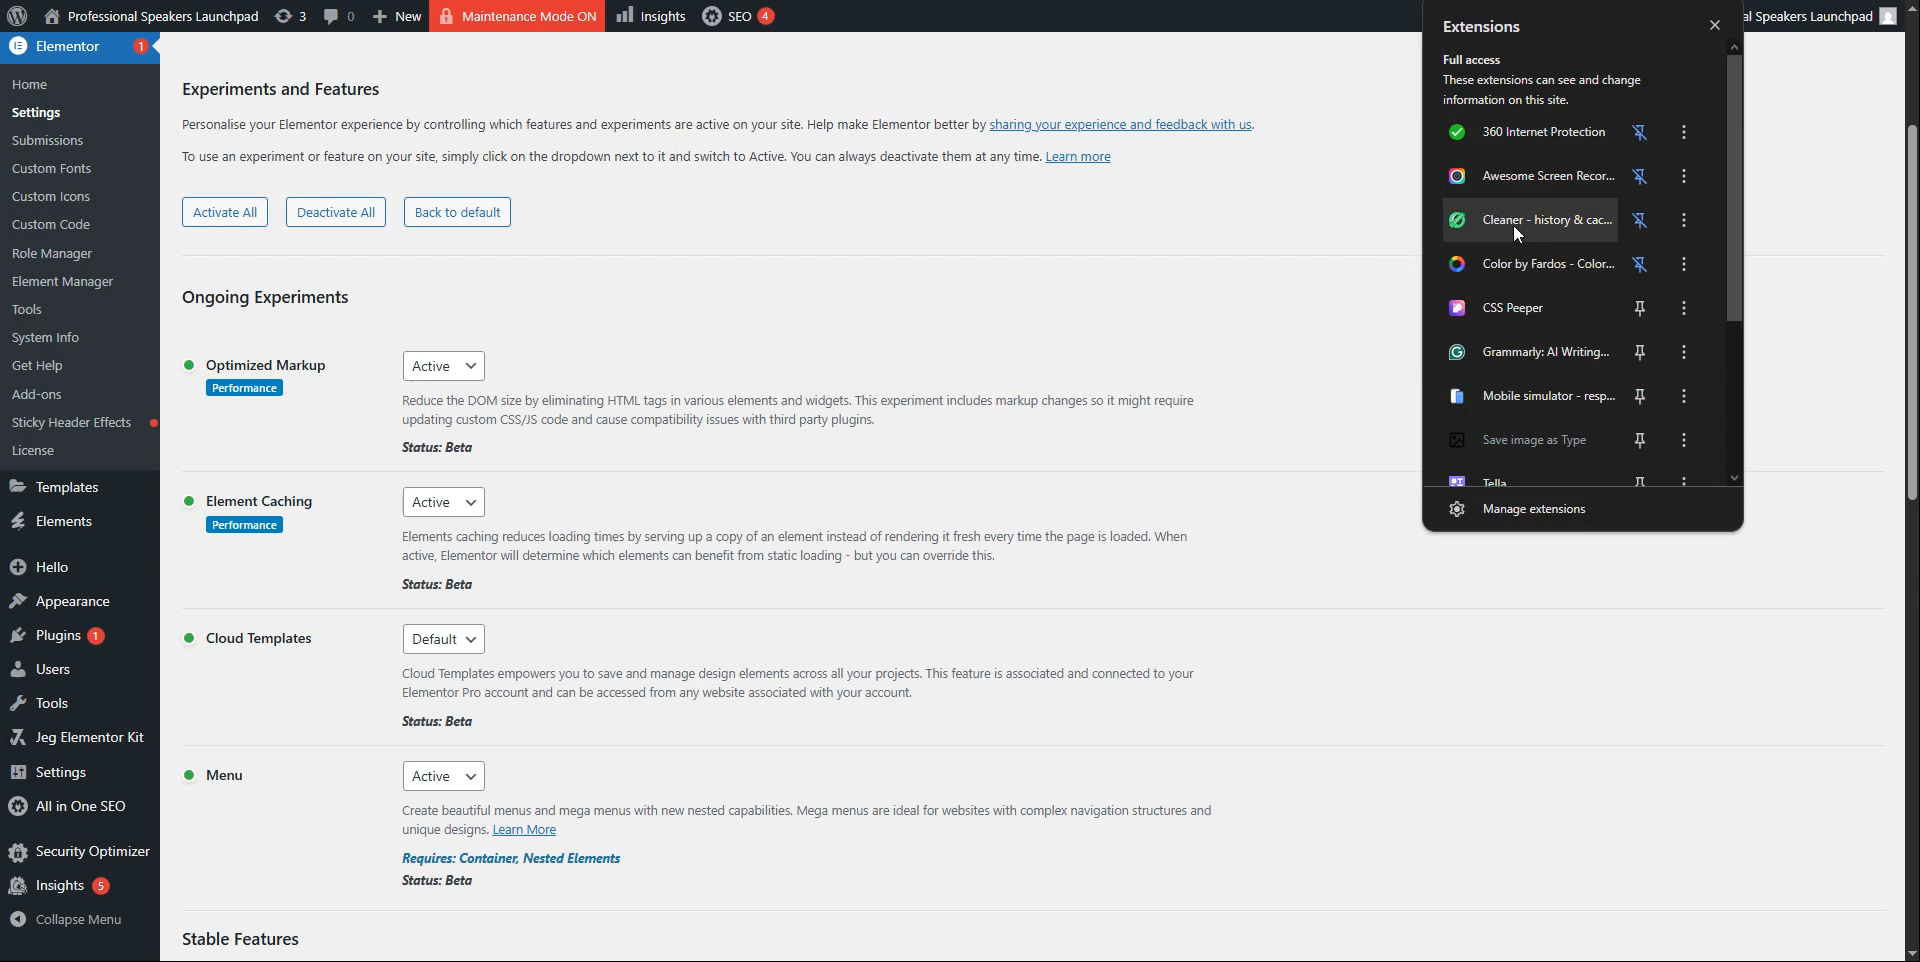 Professional Speakers Launchpad
3
0
New
Maintenance Mode ON
Insights
SEO
4
al Speakers Launchpad
Elementor
1
Home
Settings
Submissions
Custom Fonts
Custom Icons
Custom Code
Role Manager
Element Manager
Tools
System Info
Get Help
Add-ons
Sticky Header Effects
License
Templates
Elements
Hello
Appearance
Plugins
1
Users
Tools
Jeg Elementor Kit
Settings
All in One SEO
Security Optimizer
Insights
5
Collapse Menu
Experiments and Features
Personalise your Elementor experience by controlling which features and experiments are active on your site. Help make Elementor better by sharing your experience and feedback with us.
To use an experiment or feature on your site, simply click on the dropdown next to it and switch to Active. You can always deactivate them at any time. Learn more
Activate All
Deactivate All
Back to default
Ongoing Experiments
Optimized Markup
Performance
Active
Reduce the DOM size by eliminating HTML tags in various elements and widgets. This experiment includes markup changes so it might require
updating custom CSS/JS code and cause compatibility issues with third party plugins.
Status: Beta
Element Caching
Performance
Active
Elements caching reduces loading times by serving up a copy of an element instead of rendering it fresh every time the page is loaded. When
active, Elementor will determine which elements can benefit from static loading - but you can override this.
Status: Beta
Cloud Templates
Default
Cloud Templates empowers you to save and manage design elements across all your projects. This feature is associated and connected to your
Elementor Pro account and can be accessed from any website associated with your account.
Status: Beta
Menu
Active
Create beautiful menus and mega menus with new nested capabilities. Mega menus are ideal for websites with complex navigation structures and
unique designs. Learn More
Requires: Container, Nested Elements
Status: Beta
Stable Features
Extensions
Full access
These extensions can see and change
information on this site.
360 Internet Protection
Awesome Screen Recor...
Cleaner - history & cac...
Color by Fardos - Color...
CSS Peeper
Grammarly: AI Writing...
Mobile simulator - resp...
Save image as Type
Tella
Manage extensions